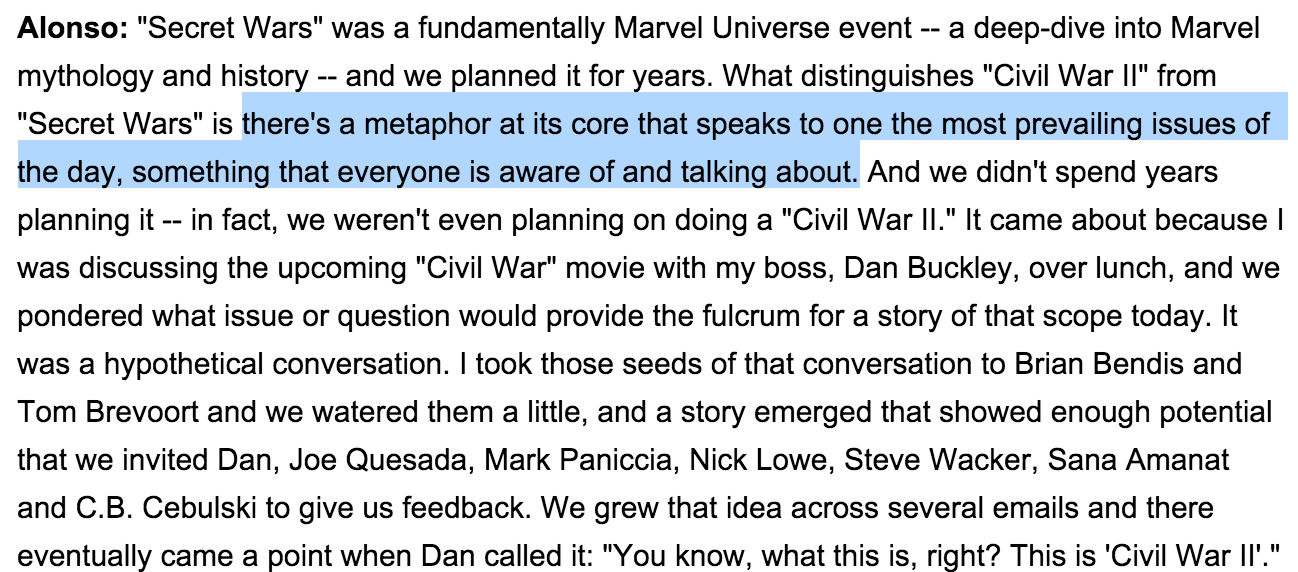 Alonso: "Secret Wars" was a fundamentally Marvel Universe event -- a deep-dive into Marvel
mythology and history -- and we planned it for years. What distinguishes "Civil War II" from
"Secret Wars" is there's a metaphor at its core that speaks to one the most prevailing issues of
the day, something that everyone is aware of and talking about. And we didn't spend years
planning it -- in fact, we weren't even planning on doing a "Civil War II." It came about because I
was discussing the upcoming "Civil War" movie with my boss, Dan Buckley, over lunch, and we
pondered what issue or question would provide the fulcrum for a story of that scope today. It
was a hypothetical conversation. I took those seeds of that conversation to Brian Bendis and
Tom Brevoort and we watered them a little, and a story emerged that showed enough potential
that we invited Dan, Joe Quesada, Mark Paniccia, Nick Lowe, Steve Wacker, Sana Amanat
and C.B. Cebulski to give us feedback. We grew that idea across several emails and there
eventually came a point when Dan called it: "You know, what this is, right? This is 'Civil War II'."